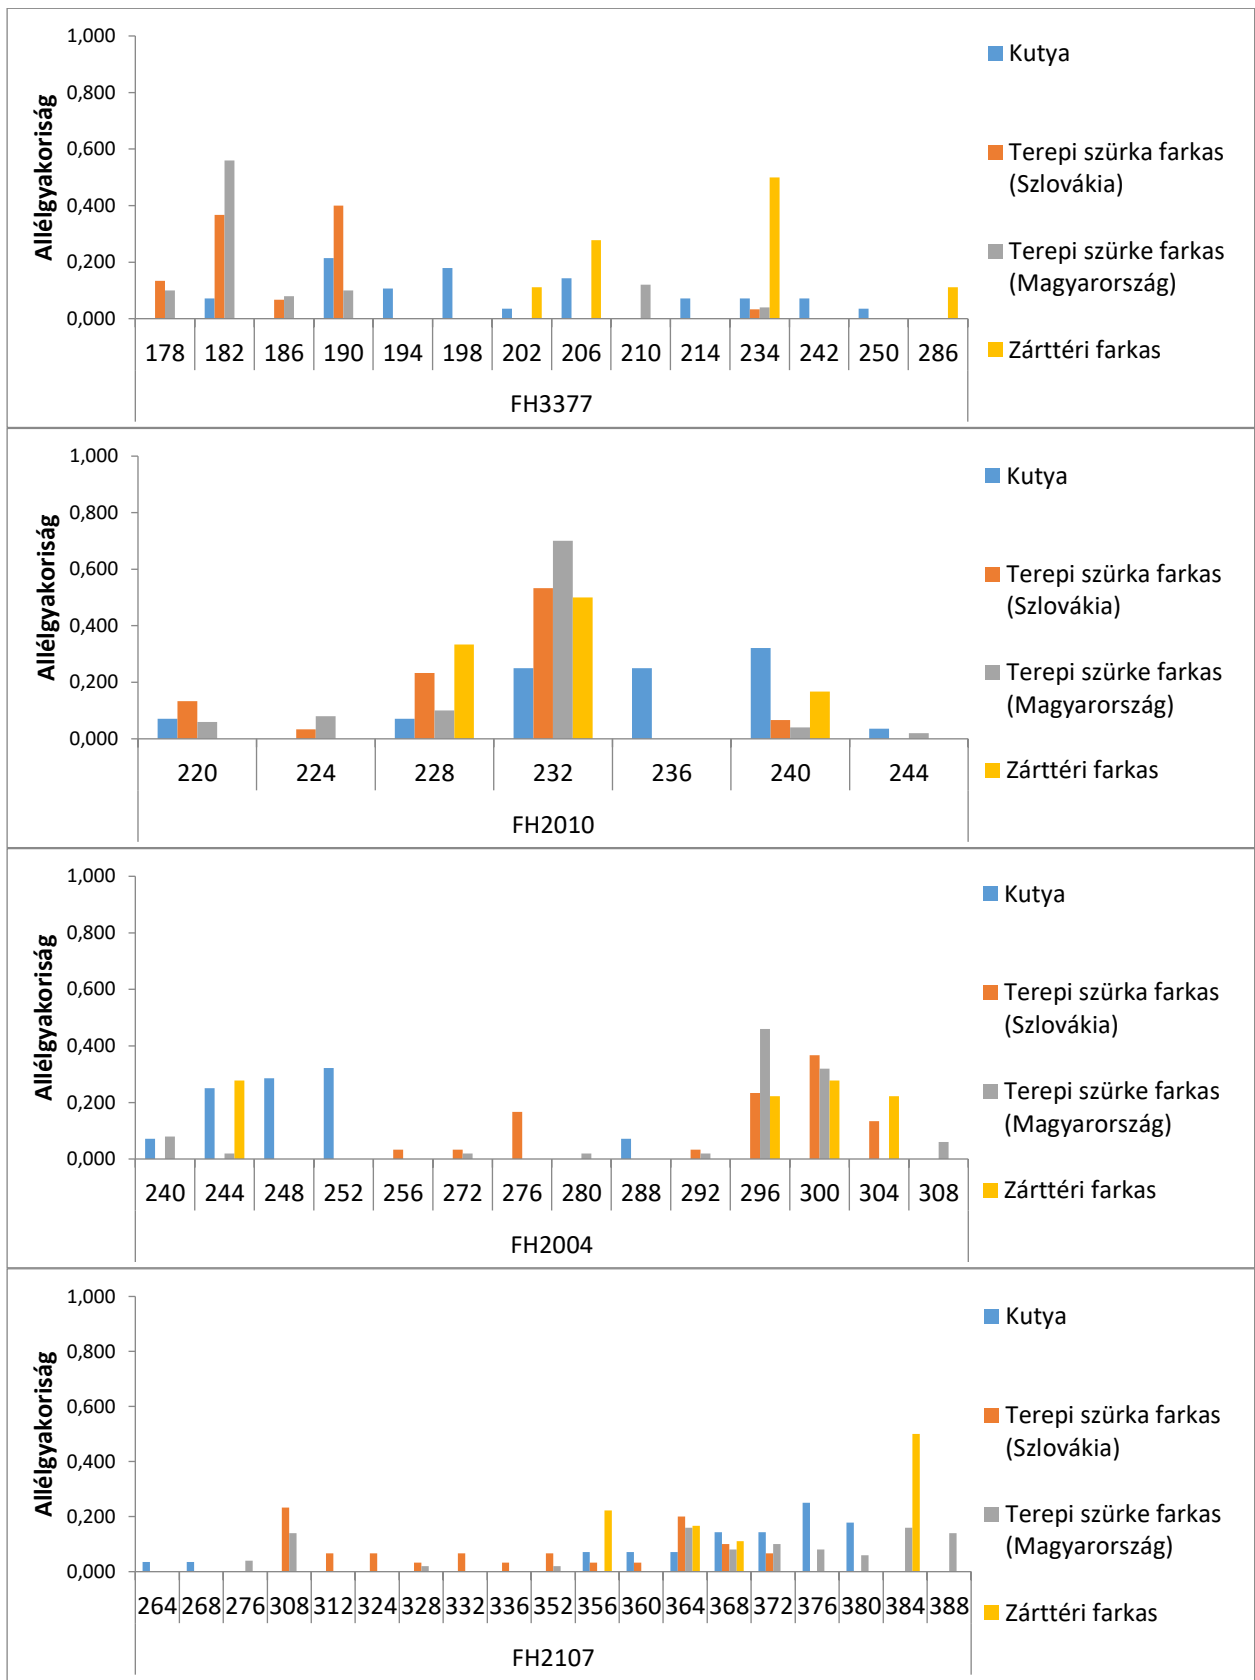 1,000
0,800
0,600
0,400
0,200
0,000
Allélgyakoriság
178 182 186 190 194 198 202 206 210 214 234 242 250 286
FH3377
Kutya
Terepi szürka farkas
(Szlovákia)
Terepi szürke farkas
(Magyarország)
Zárttéri farkas
1,000
0,800
0,600
0,400
0,200
0,000
Allélgyakoriság
220 224 228 232 236 240 244
FH2010
Kutya
Terepi szürka farkas
(Szlovákia)
Terepi szürke farkas
(Magyarország)
Zárttéri farkas
1,000
0,800
0,600
0,400
0,200
0,000
Allélgyakoriság
240 244 248 252 256 272 276 280 288 292 296 300 304 308
FH2004
Kutya
Terepi szürka farkas
(Szlovákia)
Terepi szürke farkas
(Magyarország)
Zárttéri farkas
1,000
0,800
0,600
0,400
0,200
0,000
Allélgyakoriság
264 268 276 308 312 324 328 332 336 352 356 360 364 368 372 376 380 384 388
FH2107
Kutya
Terepi szürka farkas
(Szlovákia)
Terepi szürke farkas
(Magyarország)
Zárttéri farkas